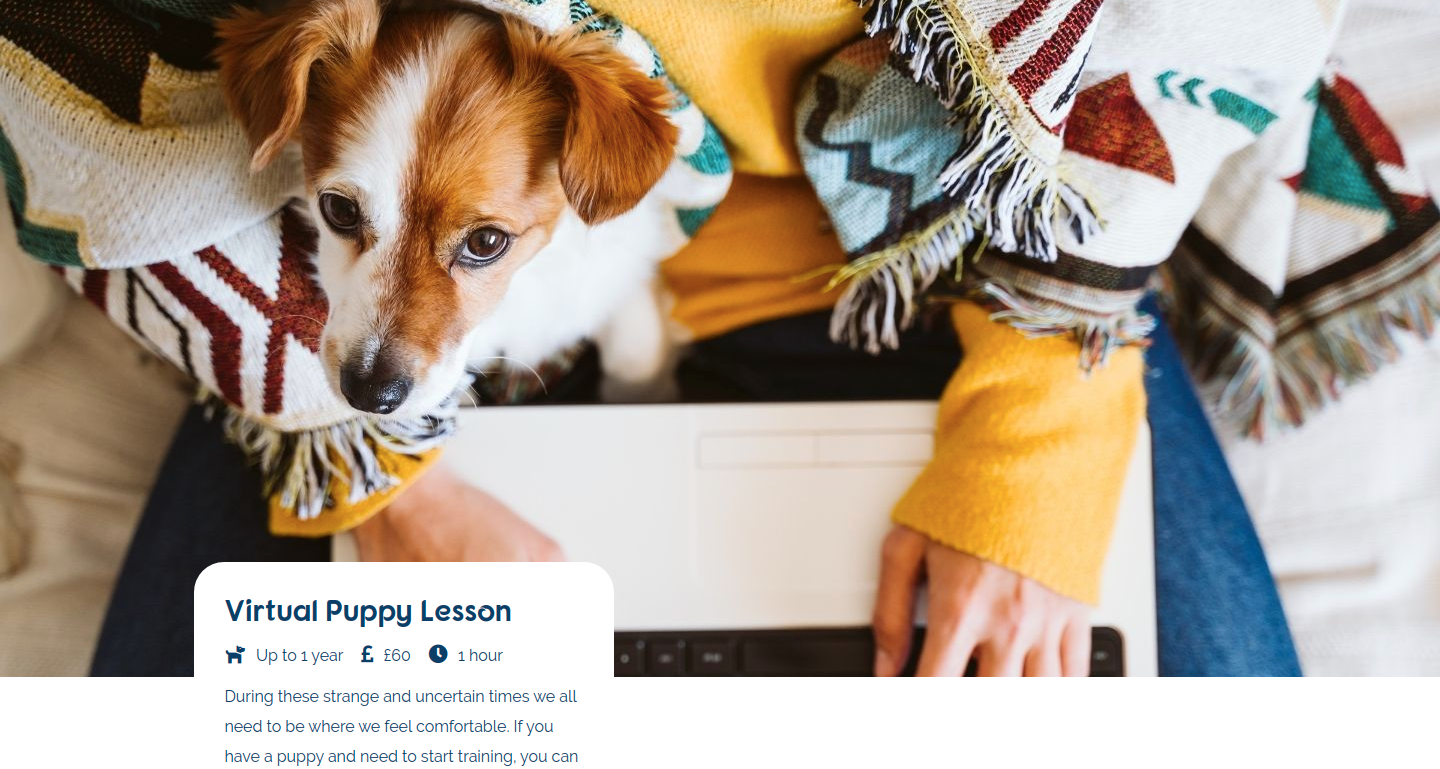 Virtual Puppy Lesson
Up to 1 year £60 1 hour
During these strange and uncertain times we all
need to be where we feel comfortable. If you
have a puppy and need to start training, you can